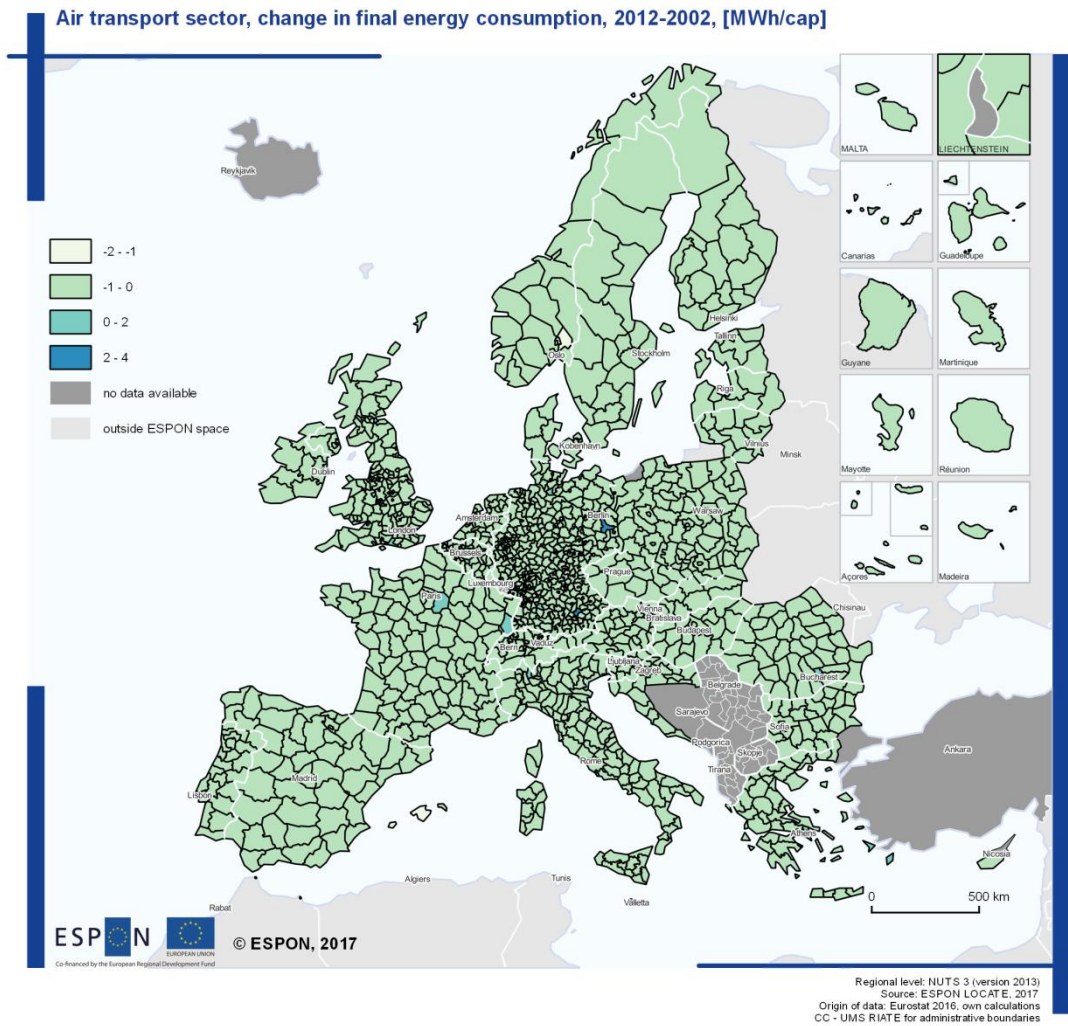 Air transport sector, change in final energy consumption, 2012-2002, [MWh/cap]
MALTA
LIECHTENSTEIN
Reykjavik
Canarias
Guadeloupe
-2 - -1
-1 - 0
0 - 2
2 - 4
no data available
outside ESPON space
Helsinki
Tallinn
Oslo
Stockholm
Guyane
Martinique
Riga
Vilnius
Minsk
Kobenhavn
Dublin
Mayotte
Réunion
Amsterdam
Berlin
Warsaw
London
Brussels
Açores
Madeira
Luxembourg
Prague
Paris
Chisinau
Vienna
Bratislava
Budapest
Bern
Vaduz
Ljubljana
Zagreb
Bucharest
Belgrade
Sarajevo
Sofia
Podgorica
Skopje
Ankara
Tirana
Rome
Madrid
Lisbon
Athens
Nicosia
Algiers
Tunis
Valletta
Rabat
0
500 km
ESPON
EUROPEAN UNION
© ESPON, 2017
Co-financed by the European Regional Development Fund
Regional level: NUTS 3 (version 2013)
Source: ESPON LOCATE, 2017
Origin of data: Eurostat 2016, own calculations
CC - UMS RIATE for administrative boundaries